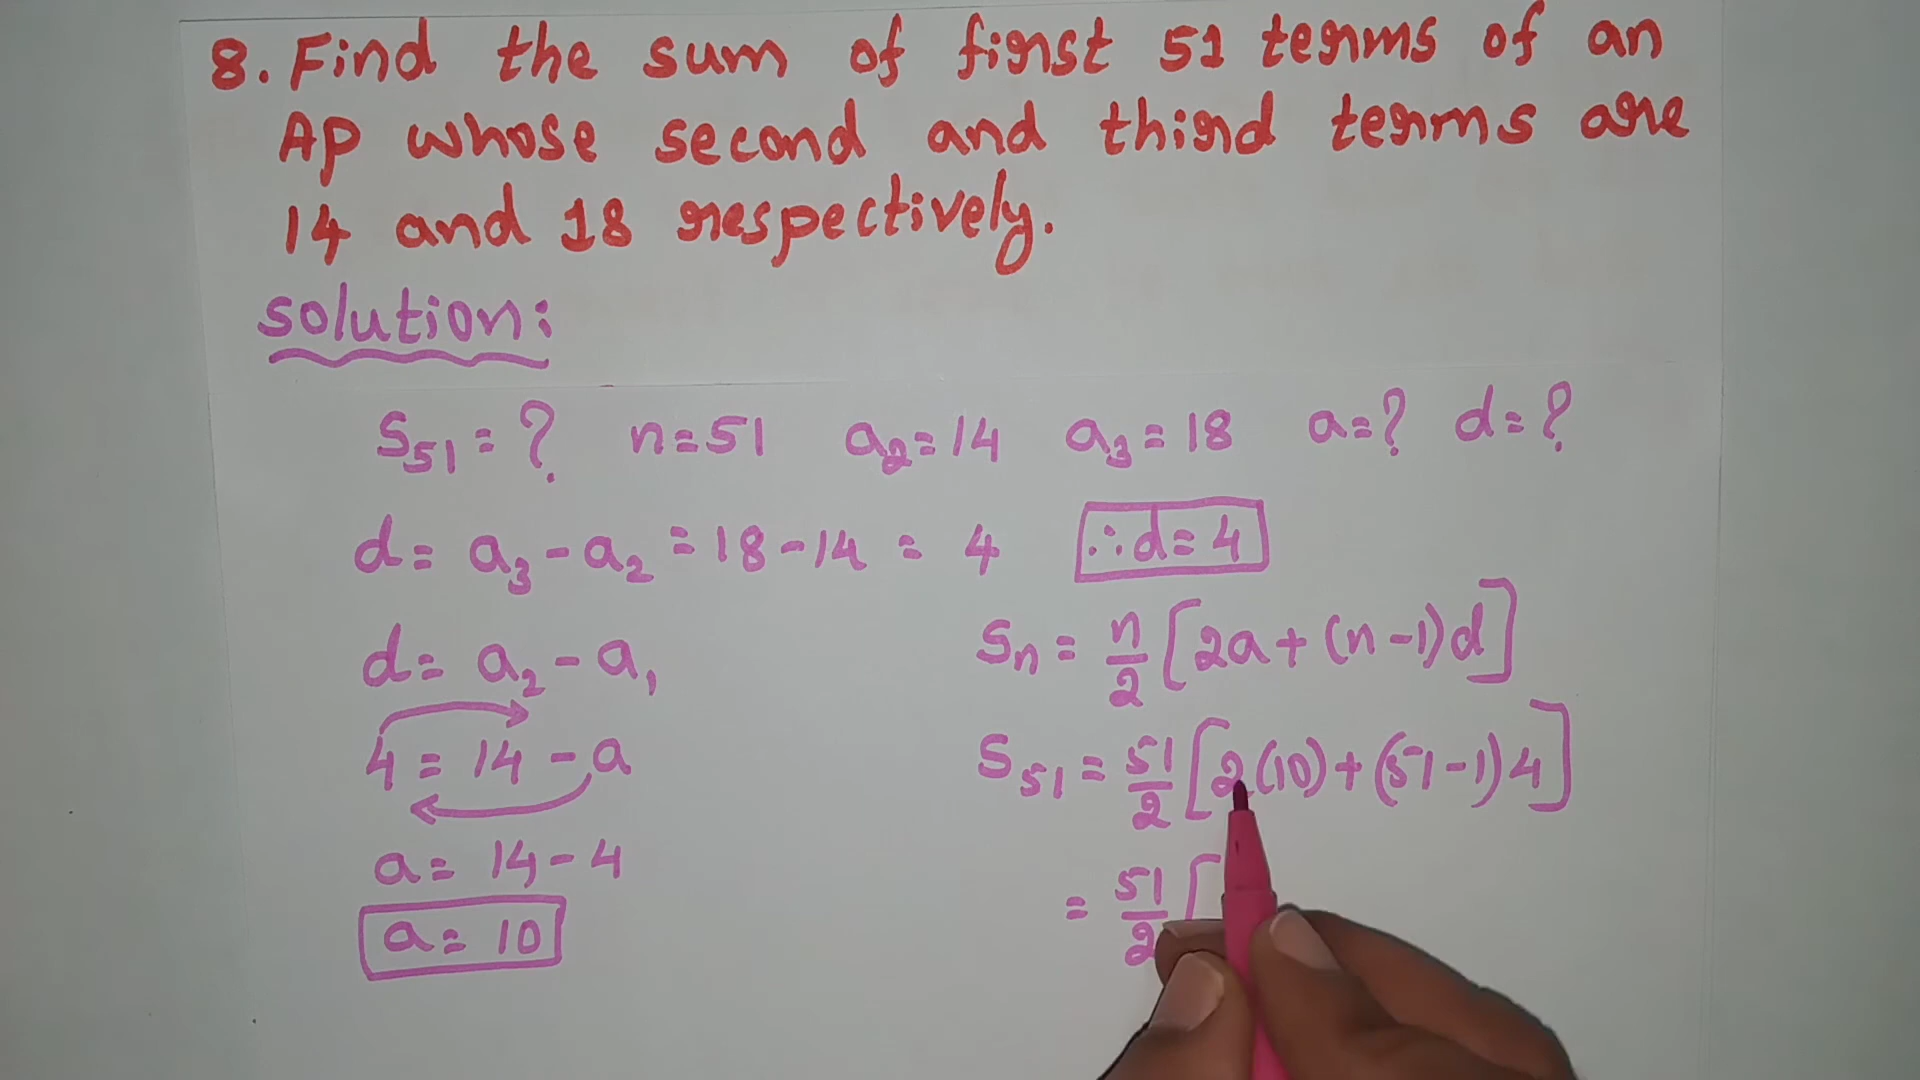 8. Find the sum of first 51 terms of an
AP whose second and third terms are
14 and 18 respectively.
solution:
S₅₁ = ? n=51 a₂=14 a₃=18 a=? d=?
d= a₃-a₂ = 18-14 = 4 ∴d=4
d= a₂-a₁
4 = 14-a
a= 14-4
a= 10
Sn = n/2 [2a+(n-1)d]
S₅₁ = 51/2 [2(10)+(51-1)4]
= 51/2 [